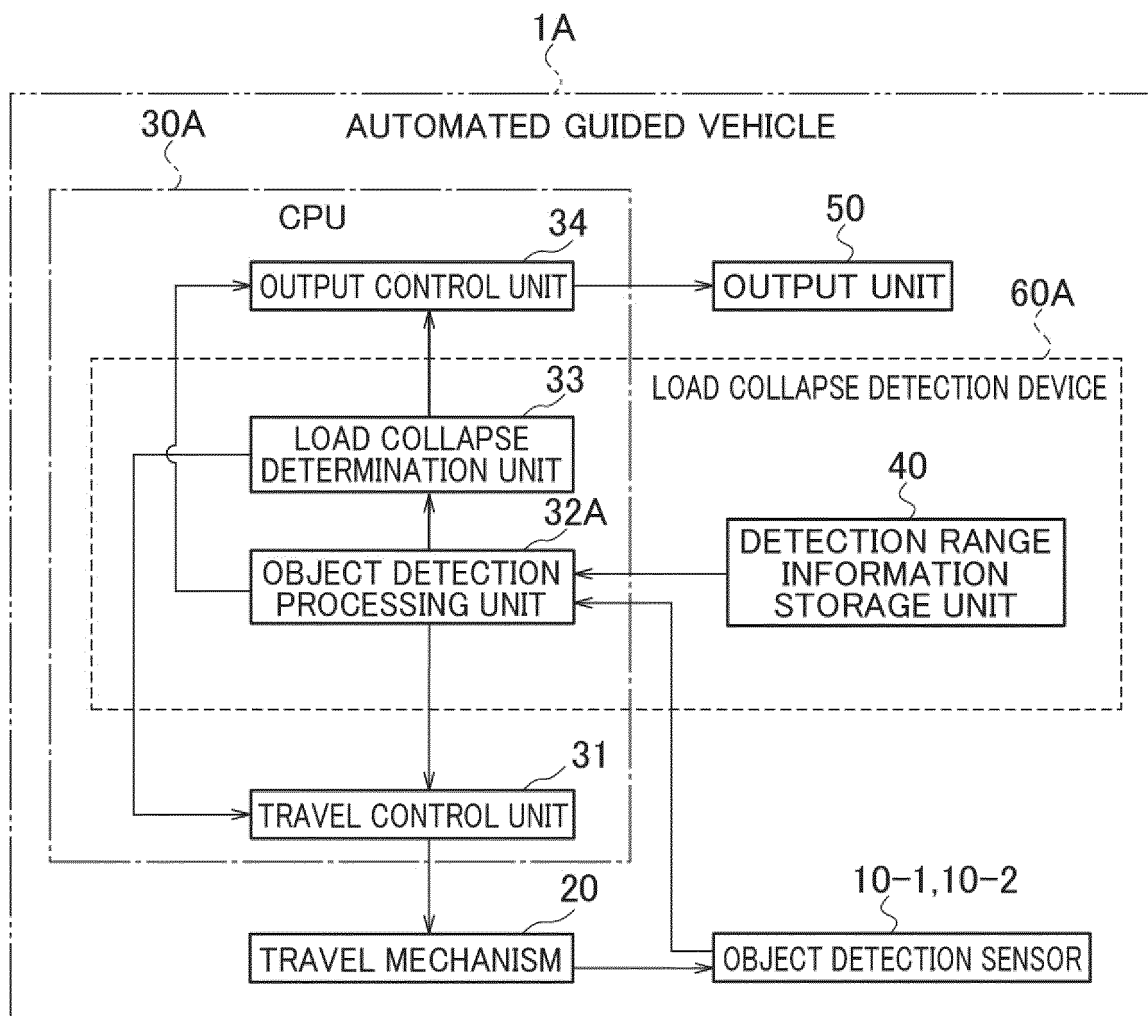 1A
30A
AUTOMATED GUIDED VEHICLE
CPU
34
50
OUTPUT CONTROL UNIT
OUTPUT UNIT
60A
33
LOAD COLLAPSE DETECTION DEVICE
LOAD COLLAPSE
DETERMINATION UNIT
40
32A
DETECTION RANGE
INFORMATION
STORAGE UNIT
OBJECT DETECTION
PROCESSING UNIT
31
TRAVEL CONTROL UNIT
20
10-1,10-2
TRAVEL MECHANISM
OBJECT DETECTION SENSOR